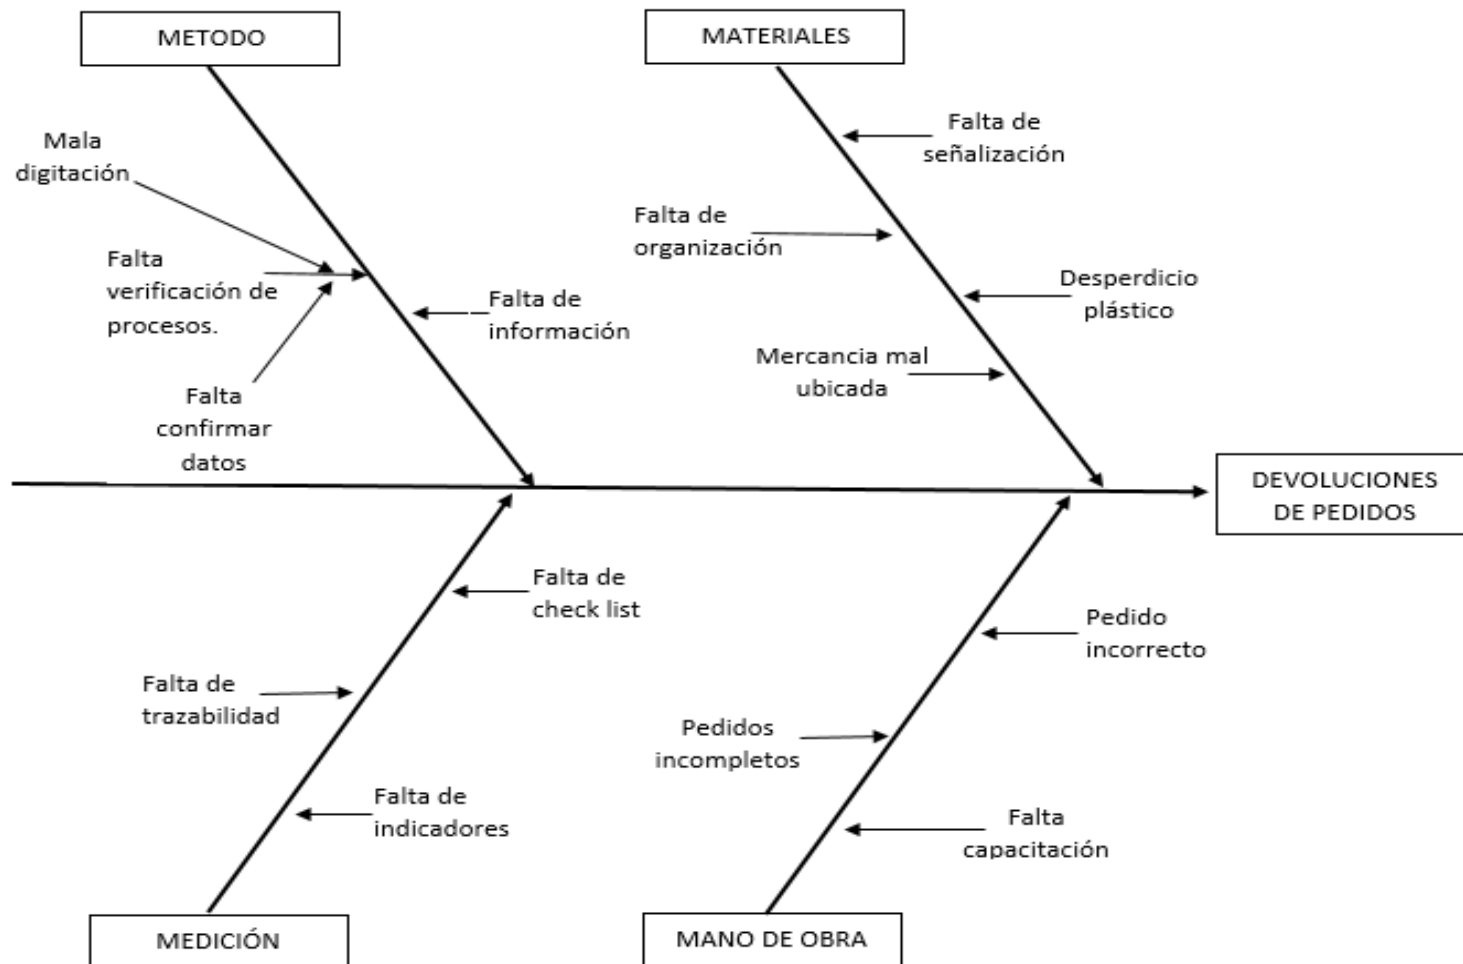 METODO
MATERIALES
Mala
digitación
Falta de
señalización
Falta de
organización
Falta
verificación de
procesos.
Falta de
información
Desperdicio
plástico
Mercancia mal
ubicada
Falta
confirmar
datos
DEVOLUCIONES
DE PEDIDOS
Falta de
check list
Pedido
incorrecto
Falta de
trazabilidad
Pedidos
incompletos
Falta de
indicadores
Falta
capacitación
MEDICIÓN
MANO DE OBRA